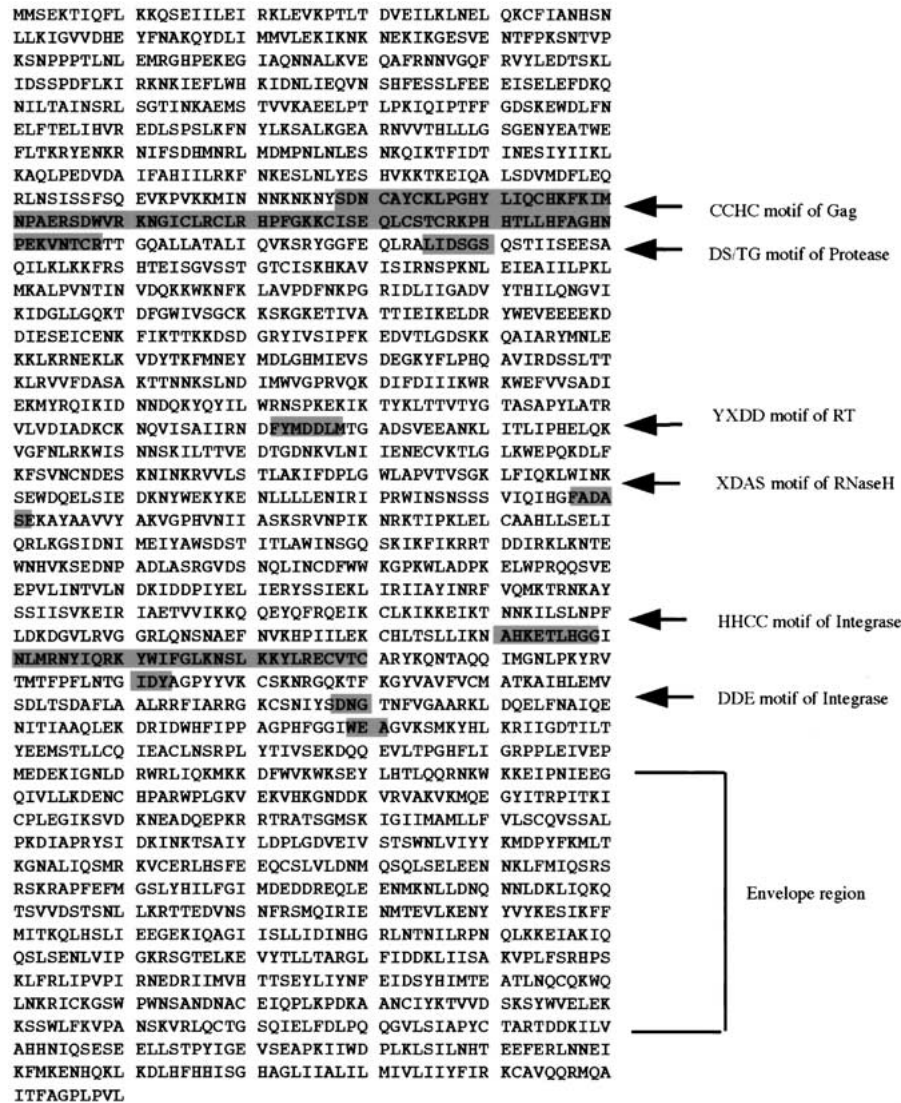 MMSEKTIQFL KKQSEIILEI RKLEVKPTLT DVEILKLNEL QKCFIANHSN
LLKIGVVDHE YFNAKQYDLI MMVLEKIKNK NEKIKGESVE NTFPKSNTVP
KSNPPPTLNL EMRGHPEKEG IAQNNALKVE QAFRNNVGQF RVYLEDTSKL
IDSSPDFLKI RKNKIEFLWH KIDNLIEQVN SHFESSLFEE EISELEFDKQ
NILTAINSRL SGTINKAEMS TVVKAEELPT LPKIQIPTFF GDSKEWDLFN
ELFTELIHVR EDLSPSLKFN YLKSALKGEA RNVVTHLLLG SGENYEATWE
FLTKRYENKR NIFSDHMNRL MDMPNLNLES NKQIKTFIDT INESIYIIKL
KAQLPEDVDA IFAHIILRKF NKESLNLYES HVKKTKEIQA LSDVMDFLEQ
RLNSISSFSQ EVKPVKKMIN NNKNKNYSDN CAYCKLPGHY LIQCHKFKIM
NPAERSDWVR KNGICLRCLR HPFGKKCISE QLCSTCRKPH HTLLHFAGHN
PEKVNTCRTT GQALLATALI QVKSRYGGFE QLRALIDSGS QSTIISEESA
QILKLKKFRS HTEISGVSST GTCISKHKAV ISIRNSPKNL EIEAIILPKL
MKALPVNTIN VDQKKWKNFK LAVPDFNKPG RIDLIIGADV YTHILQNGVI
KIDGLLGQKT DFGWIVSGCK KSKGKETIVA TTIEIKELDR YWEVEEEEKD
DIESEICENK FIKTTKKDSD GRYIVSIPFK EDVTLGDSKK QAIARYMNLE
KKLKRNEKLK VDYTKFMNEY MDLGHMIEVS DEGKYFLPHQ AVIRDSSLTT
KLRVVFDASA KTTNNKSLND IMWVGPRVQK DIFDIIIKWR KWEFVVSADI
EKMYRQIKID NNDQKYQYIL WRNSPKEKIK TYKLTTVTYG TASAPYLATR
VLVDIADKCK NQVISAIIRN DFYMDDLMTG ADSVEEANKL ITLIPHELQK
VGFNLRKWIS NNSKILTTVE DTGDNKVLNI IENECVKTLG LKWEPQKDLF
KFSVNCNDES KNINKRVVLS TLAKIFDPLG WLAPVTVSGK LFIQKLWINK
SEWDQELSIE DKNYWEKYKE NLLLLENIRI PRWINSNSSS VIQIHGFADA
SEKAYAAVVY AKVGPHVNII ASKSRVNPIK NRKTIPKLEL CAAHLLSELI
QRLKGSIDNI MEIYAWSDST ITLAWINSGQ SKIKFIKRRT DDIRKLKNTE
WNHVKSEDNP ADLASRGVDS NQLINCDFWW KGPKWLADPK ELWPRQQSVE
EPVLINTVLN DKIDDPIYEL IERYSSIEKL IRIIAYINRF VQMKTRNKAY
SSIISVKEIR IAETVVIKKQ QEYQFRQEIK CLKIKKEIKT NNKILSLNPF
LDKDGVLRVG GRLQNSNAEF NVKHPIILEK CHLTSLLIKN AHKETLHGGI
NLMRNYIQRK YWIFGLKNSL KKYLRECVTC ARYKQNTAQQ IMGNLPKYRV
TMTFPFLNTG IDYAGPYYVK CSKNRGQKTF KGYVAVFVCM ATKAIHLEMV
SDLTSDAFLA ALRRFIARRG KCSNIYSDNG TNFVGAARKL DQELFNAIQE
NITIAAQLEK DRIDWHFIPP AGPHFGGIWE AGVKSMKYHL KRIIGDTILT
YEEMSTLLCQ IEACLNSRPL YTIVSEKDQQ EVLTPGHFLI GRPPLEIVEP
MEDEKIGNLD RWRLIQKMKK DFWVKWKSEY LHTLQQRNKW KKEIPNIEEG
QIVLLKDENC HPARWPLGKV EKVHKGNDDK VRVAKVKMQE GYITRPITKI
CPLEGIKSVD KNEADQEPKR RTRATSGMSK IGIIMAMLLF VLSCQVSSAL
PKDIAPRYSI DKINKTSAIY LDPLGDVEIV STSWNLVIYY KMDPYFKMLT
KGNALIQSMR KVCERLHSFE EQCSLVLDNM QSQLSELEEN NKLFMIQSRS
RSKRAPFEFM GSLYHILFGI MDEDDREQLE ENMKNLLDNQ NNLDKLIQKQ
TSVVDSTSNL LKRTTEDVNS NFRSMQIRIE NMTEVLKENY YVYKESIKFF
MITKQLHSLI EEGEKIQAGI ISLLIDINHG RLNTNILRPN QLKKEIAKIQ
QSLSENLVIP GKRSGTELKE VYTLLTARGL FIDDKLIISA KVPLFSRHPS
KLFRLIPVPI RNEDRIIMVH TTSEYLIYNF EIDSYHIMTE ATLNQCQKWQ
LNKRICKGSW PWNSANDNAC EIQPLKPDKA ANCIYKTVVD SKSYWVELEK
KSSWLFKVPA NSKVRLQCTG SQIELFDLPQ QGVLSIAPYC TARTDDKILV
AHHNIQSESE ELLSTPYIGE VSEAPKIIWD PLKLSILNHT EEFERLNNEI
KFMKENHQKL KDLHFHHISG HAGLIIALIL MIVLIIYFIR KCAVQQRMQA
ITFAGPLPVL
CCHC motif of Gag
DS/TG motif of Protease
YXDD motif of RT
XDAS motif of RNaseH
HHCC motif of Integrase
DDE motif of Integrase
Envelope region